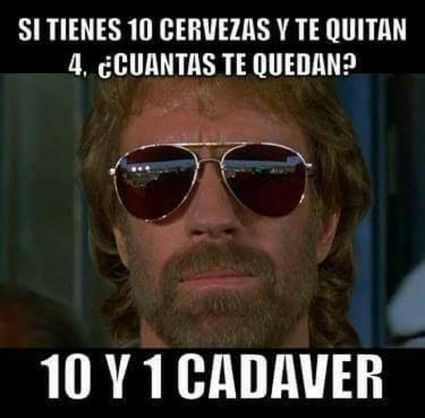 SI TIENES 10 CERVEZAS Y TE QUITAN
4, ¿CUANTAS TE QUEDAN?
10 Y 1 CADAVER